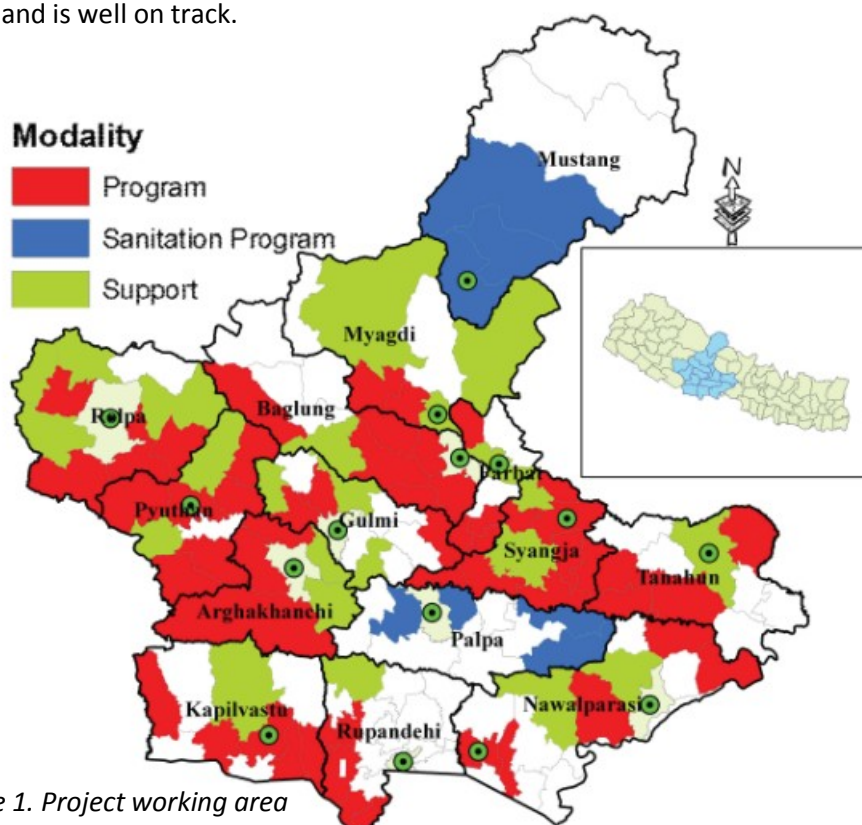 and is well on track.
Modality
Program
Sanitation Program
Support
N
Mustang
Myagdi
Baglung
Rolpa
Parbat
Pyuthan
Gulmi
Syangja
Tanahun
Arghakhanchi
Palpa
Kapilvastu
Nawalparasi
Rupandehi
e 1. Project working area